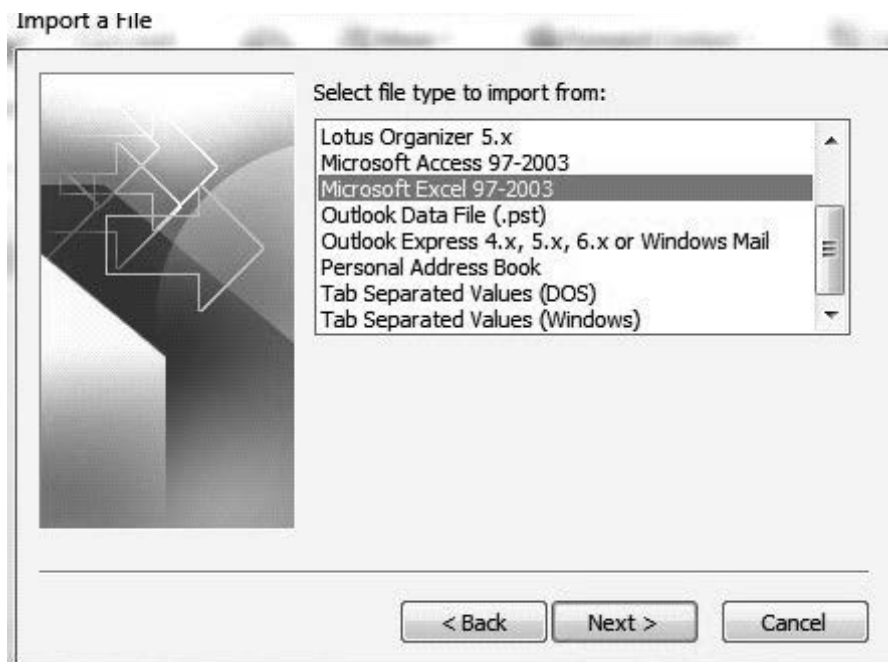 Import a File
Select file type to import from:
Lotus Organizer 5.x
Microsoft Access 97-2003
Microsoft Excel 97-2003
Outlook Data File (.pst)
Outlook Express 4.x, 5.x, 6.x or Windows Mail
Personal Address Book
Tab Separated Values (DOS)
Tab Separated Values (Windows)
< Back
Next >
Cancel